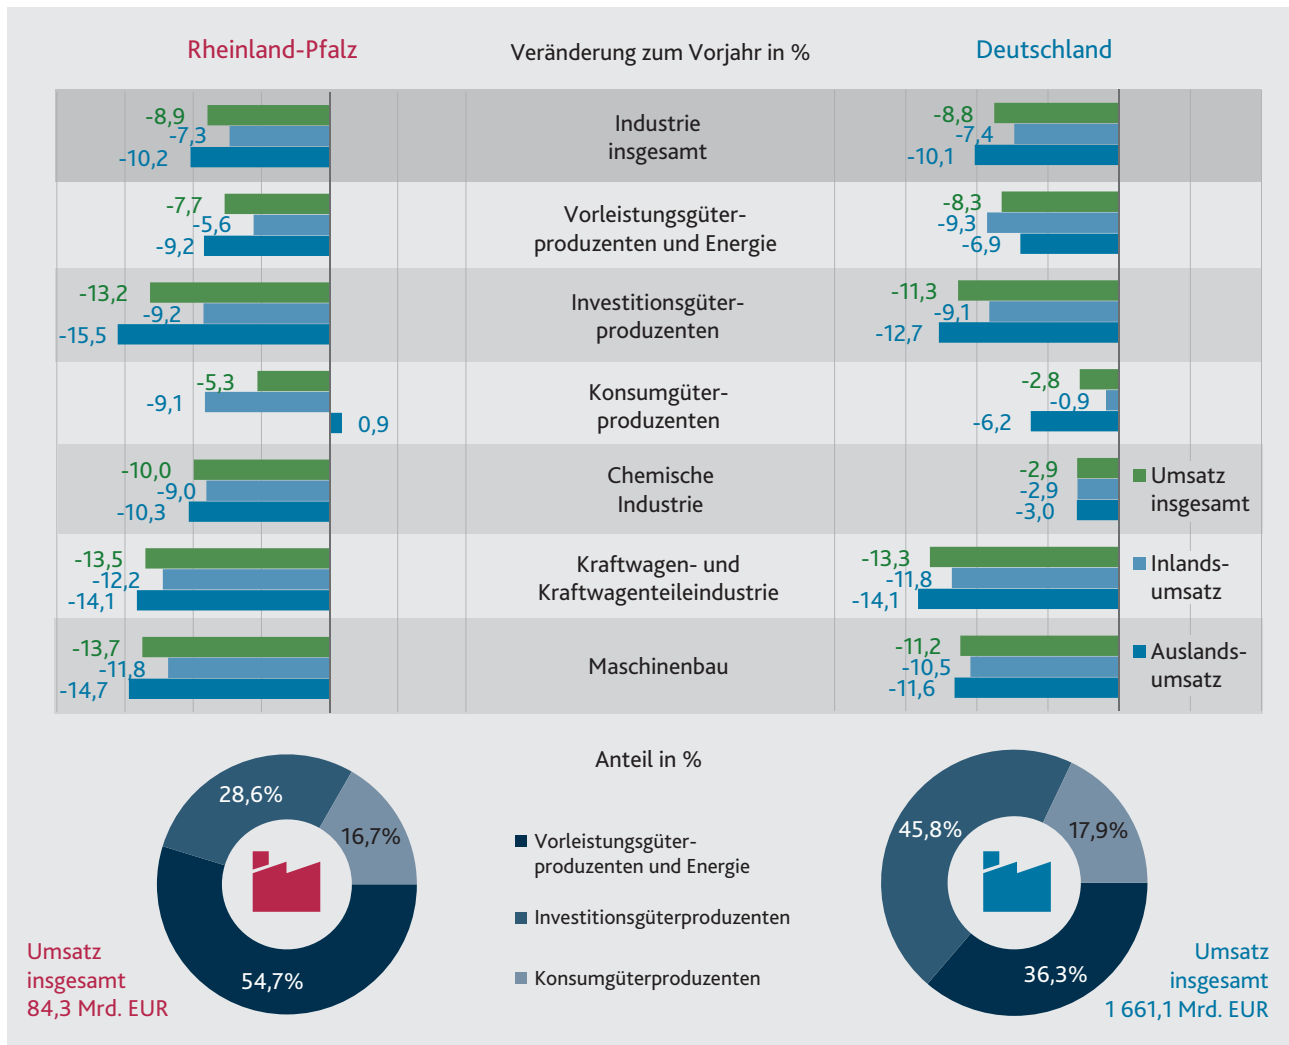 Rheinland-Pfalz
Veränderung zum Vorjahr in %
Deutschland
-8,9
-7,3
-10,2
Industrie
insgesamt
-8,8
-7,4
-10,1
-7,7
-5,6
-9,2
Vorleistungsgüter-
produzenten und Energie
-8,3
-9,3
-6,9
-13,2
-9,2
-15,5
Investitionsgüter-
produzenten
-11,3
-9,1
-12,7
-5,3
-9,1
0,9
Konsumgüter-
produzenten
-2,8
-0,9
-6,2
-10,0
-9,0
-10,3
Chemische
Industrie
-2,9
-2,9
-3,0
Umsatz
insgesamt
-13,5
-12,2
-14,1
Kraftwagen- und
Kraftwagenteileindustrie
-13,3
-11,8
-14,1
Inlands-
umsatz
-13,7
-11,8
-14,7
Maschinenbau
-11,2
-10,5
-11,6
Auslands-
umsatz
Anteil in %
28,6%
16,7%
54,7%
Umsatz
insgesamt
84,3 Mrd. EUR
Vorleistungsgüter-
produzenten und Energie
Investitionsgüterproduzenten
Konsumgüterproduzenten
45,8%
17,9%
36,3%
Umsatz
insgesamt
1 661,1 Mrd. EUR